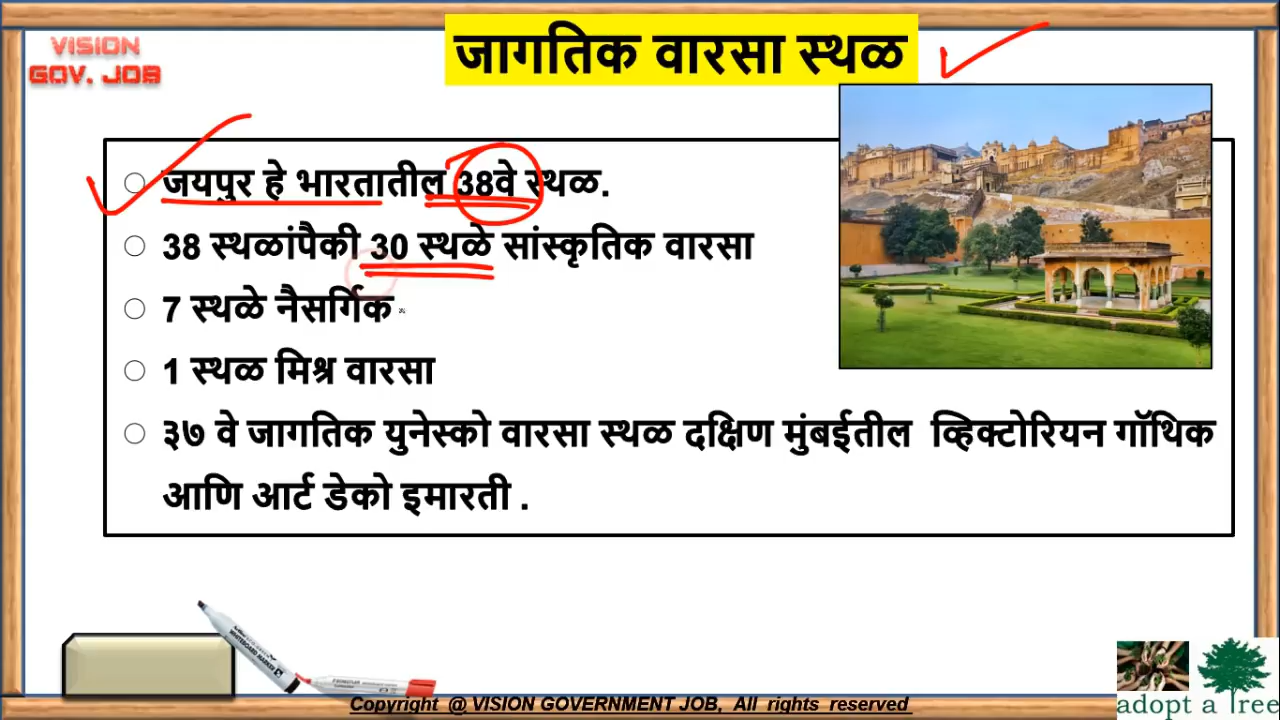 VISION
GOV. JOB
जागतिक वारसा स्थळ
जयपुर हे भारतातील 38वे स्थळ.
38 स्थळांपैकी 30 स्थळे सांस्कृतिक वारसा
7 स्थळे नैसर्गिक
1 स्थळ मिश्र वारसा
३७ वे जागतिक युनेस्को वारसा स्थळ दक्षिण मुंबईतील व्हिक्टोरियन गॉथिक
आणि आर्ट डेको इमारती .
WHITEBOARD MARKER
Copyright @ VISION GOVERNMENT JOB, All rights reserved
adopt a Tree